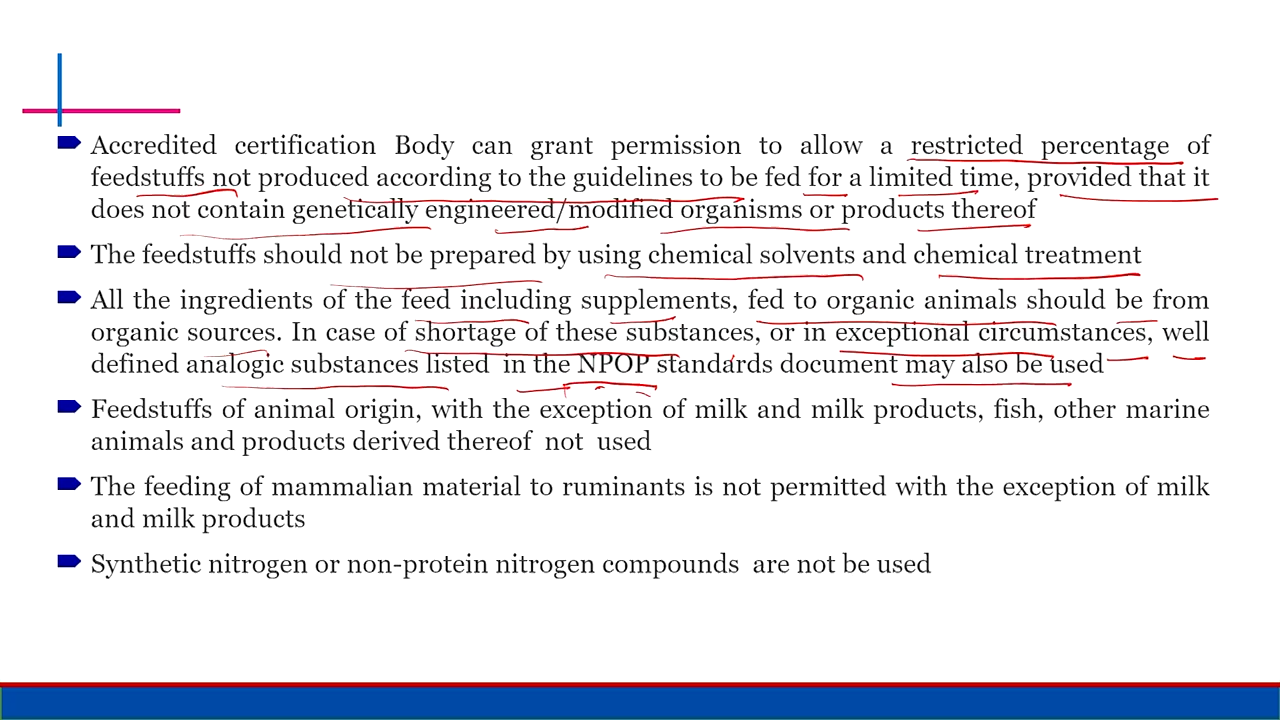 Accredited certification Body can grant permission to allow a restricted percentage of
feedstuffs not produced according to the guidelines to be fed for a limited time, provided that it
does not contain genetically engineered/modified organisms or products thereof
The feedstuffs should not be prepared by using chemical solvents and chemical treatment
All the ingredients of the feed including supplements, fed to organic animals should be from
organic sources. In case of shortage of these substances, or in exceptional circumstances, well
defined analogic substances listed in the NPOP standards document may also be used
Feedstuffs of animal origin, with the exception of milk and milk products, fish, other marine
animals and products derived thereof not used
The feeding of mammalian material to ruminants is not permitted with the exception of milk
and milk products
Synthetic nitrogen or non-protein nitrogen compounds are not be used